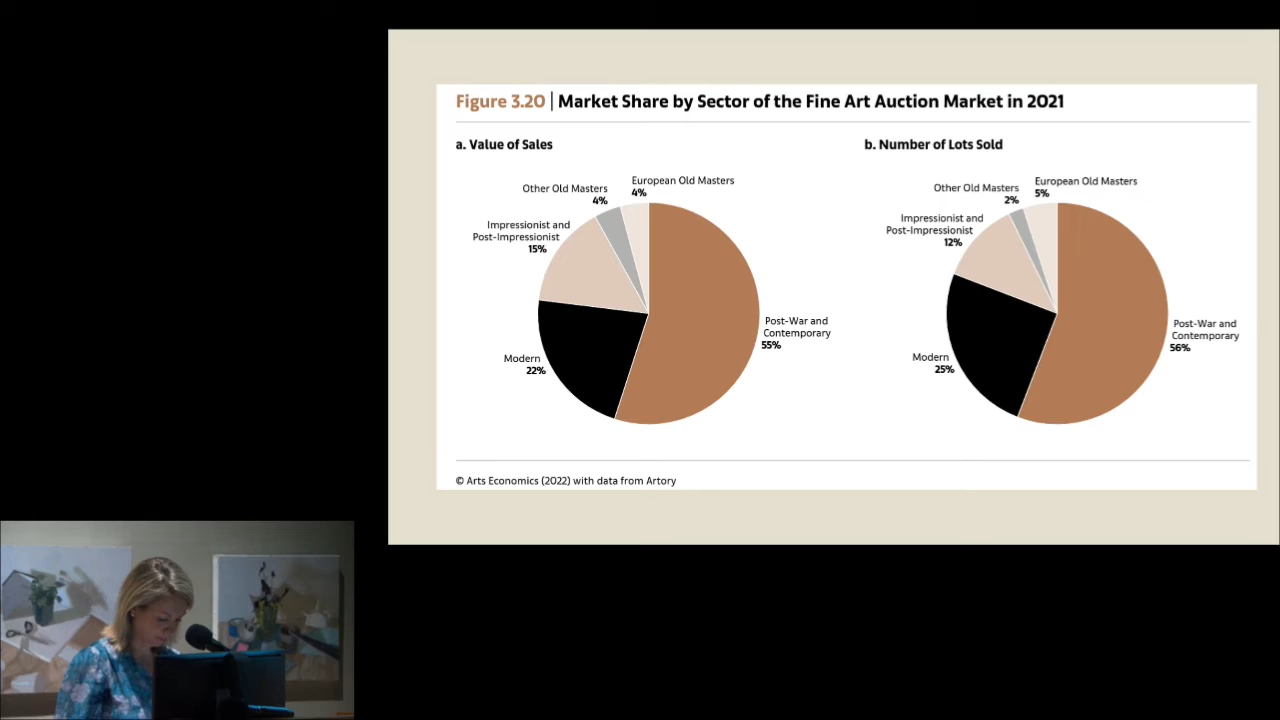 Figure 3.20 | Market Share by Sector of the Fine Art Auction Market in 2021
a. Value of Sales
European Old Masters
4%
Other Old Masters
4%
Impressionist and
Post-Impressionist
15%
Post-War and
Contemporary
55%
Modern
22%
b. Number of Lots Sold
European Old Masters
5%
Other Old Masters
2%
Impressionist and
Post-Impressionist
12%
Post-War and
Contemporary
56%
Modern
25%
© Arts Economics (2022) with data from Artory